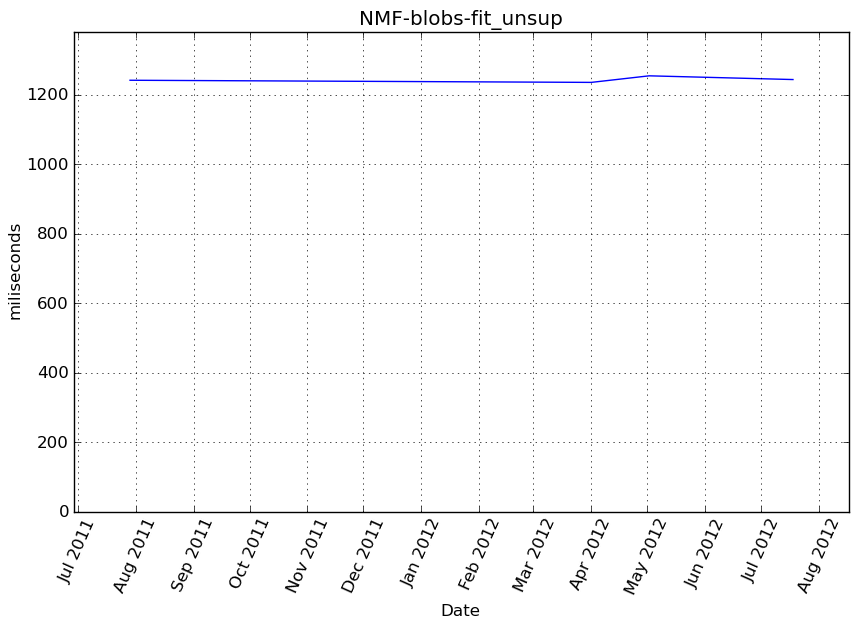 NMF-blobs-fit_unsup
1200
1000
800
600
400
200
0
miliseconds
Jul 2011
Aug 2011
Sep 2011
Oct 2011
Nov 2011
Dec 2011
Jan 2012
Feb 2012
Mar 2012
Apr 2012
May 2012
Jun 2012
Jul 2012
Aug 2012
Date